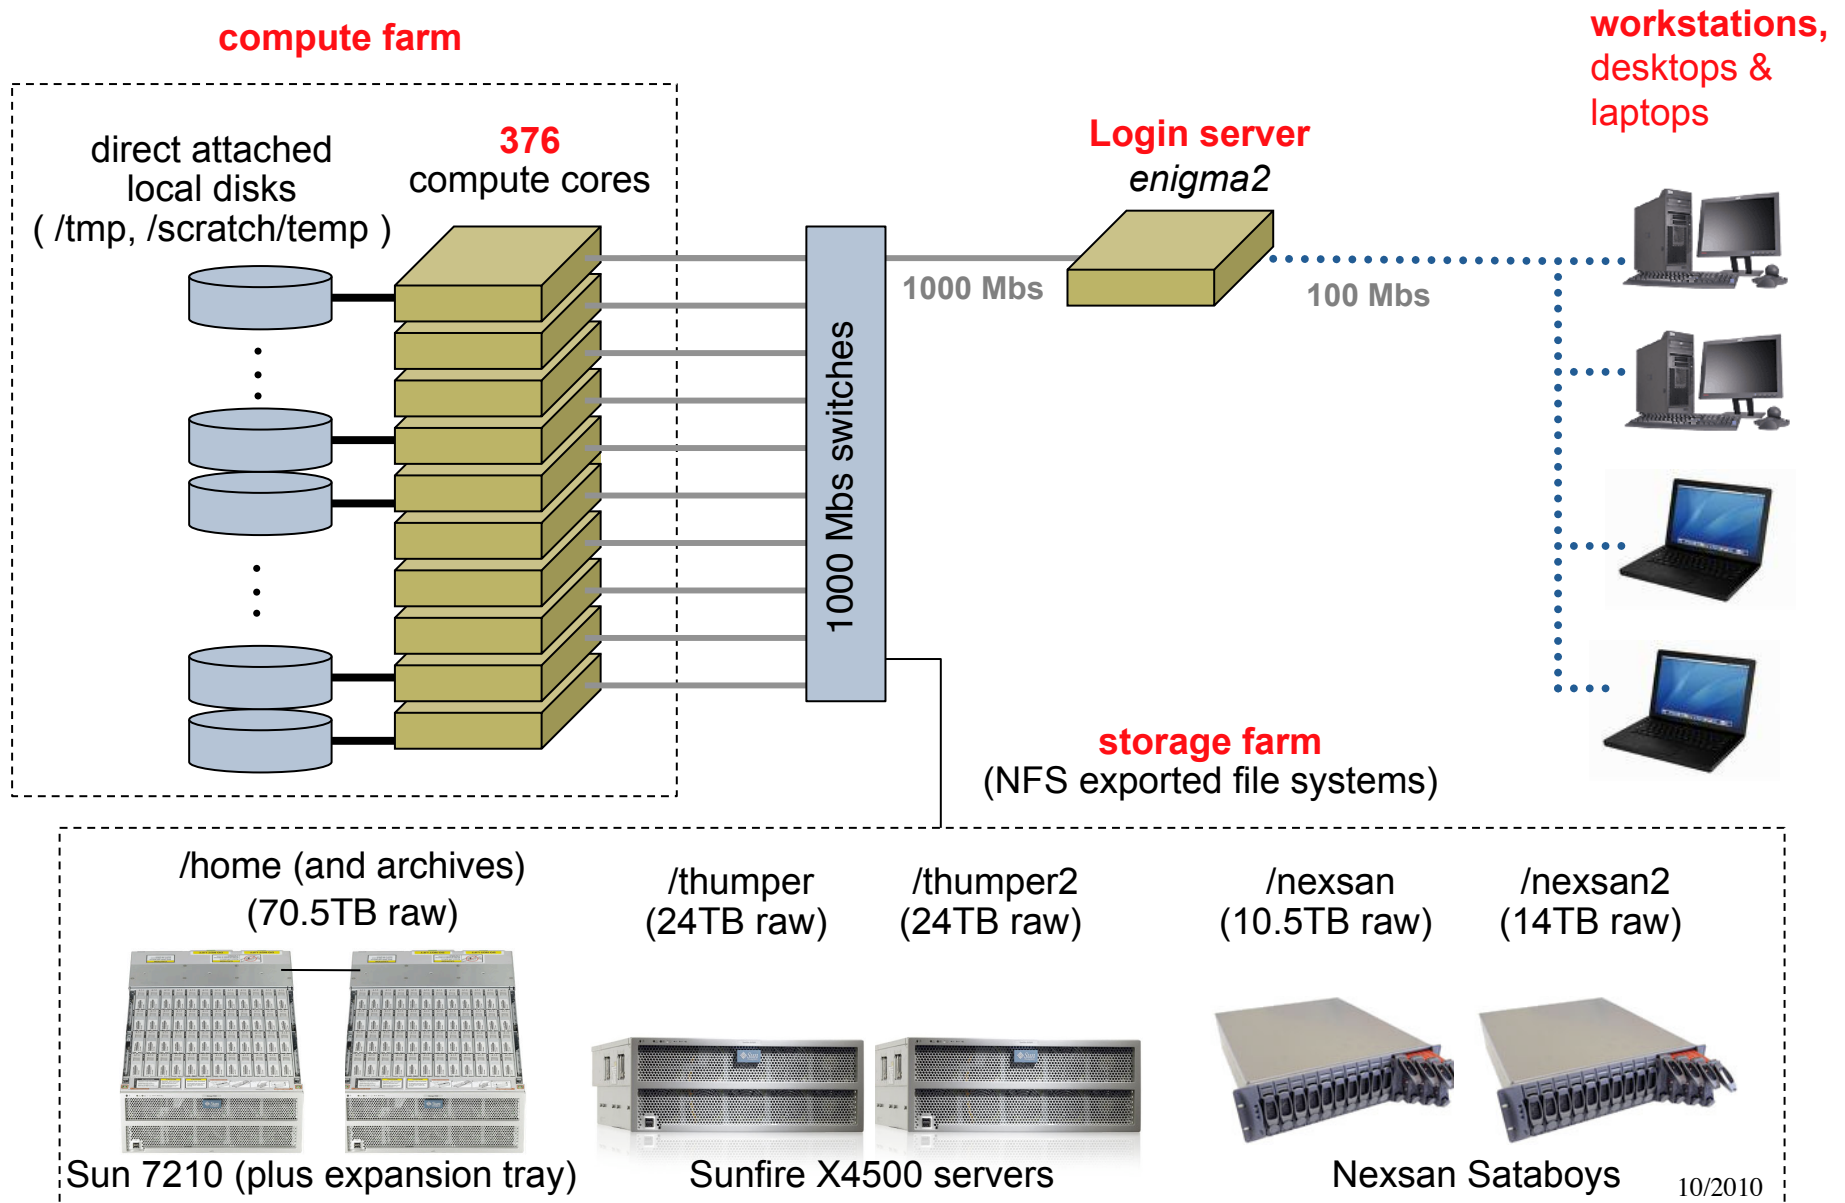 compute farm
workstations,
desktops &
laptops
direct attached
local disks
( /tmp, /scratch/temp )
376
compute cores
Login server
enigma2
1000 Mbs
100 Mbs
1000 Mbs switches
storage farm
(NFS exported file systems)
/home (and archives)
(70.5TB raw)
/thumper
(24TB raw)
/thumper2
(24TB raw)
/nexsan
(10.5TB raw)
/nexsan2
(14TB raw)
Sun
Sun 7210 (plus expansion tray)
Sunfire X4500 servers
Nexsan Sataboys
10/2010